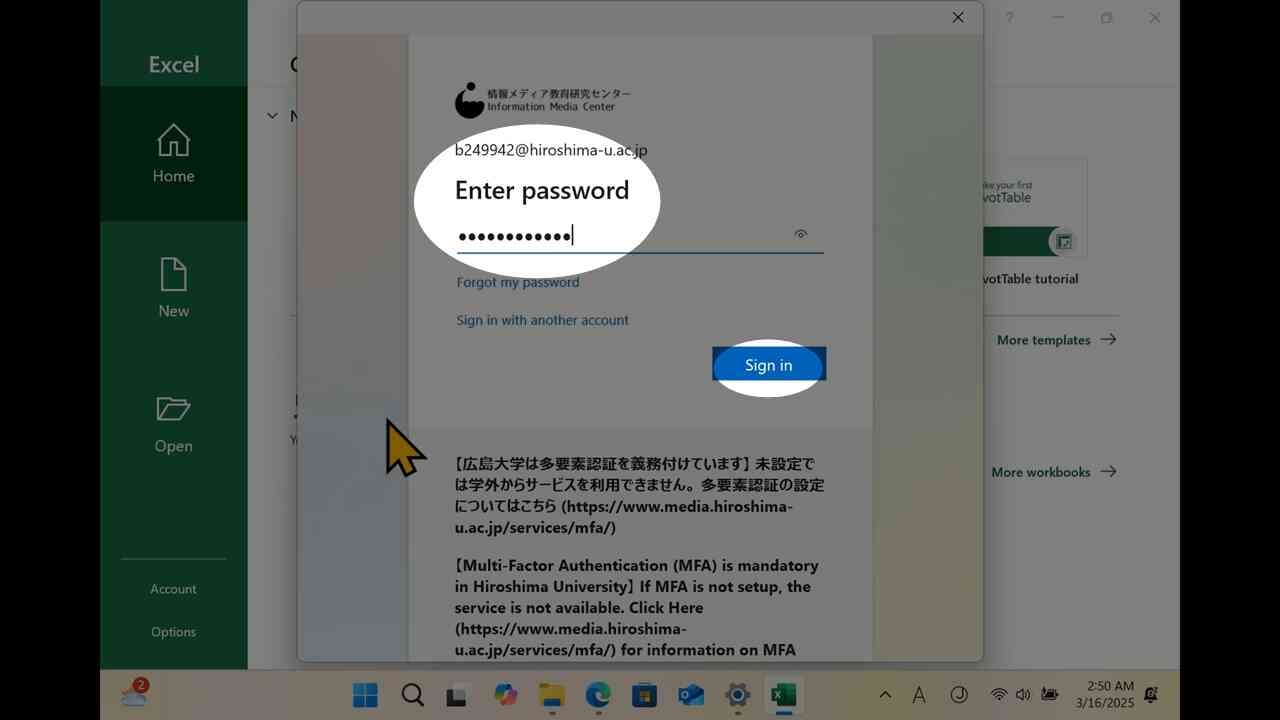 Excel
情報メディア教育研究センター
Information Media Center
b249942@hiroshima-u.ac.jp
Enter password
••••••••••••
Forgot my password
Sign in with another account
Sign in
【広島大学は多要素認証を義務付けています】未設定で
は学外からサービスを利用できません。多要素認証の設定
についてはこちら (https://www.media.hiroshima-
u.ac.jp/services/mfa/)
【Multi-Factor Authentication (MFA) is mandatory
in Hiroshima University】If MFA is not setup, the
service is not available. Click Here
(https://www.media.hiroshima-
u.ac.jp/services/mfa/) for information on MFA
Home
New
Open
Account
Options
votTable
votTable tutorial
More templates
More workbooks
2
A
2:50 AM
3/16/2025